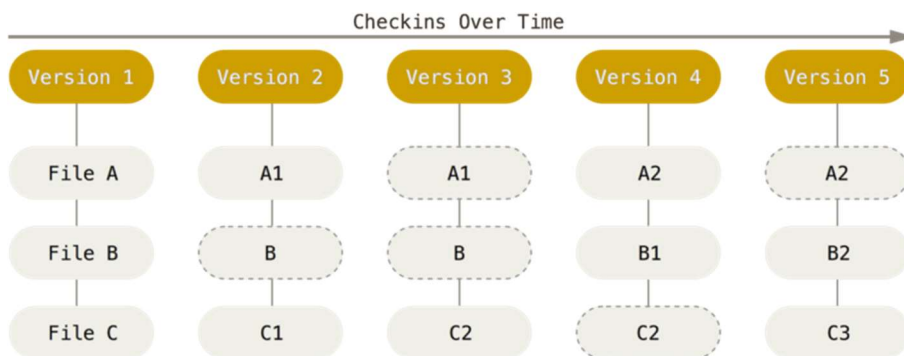 Checkins Over Time
Version 1 Version 2 Version 3 Version 4 Version 5
File A A1 A1 A2 A2
File B B B B1 B2
File C C1 C2 C2 C3